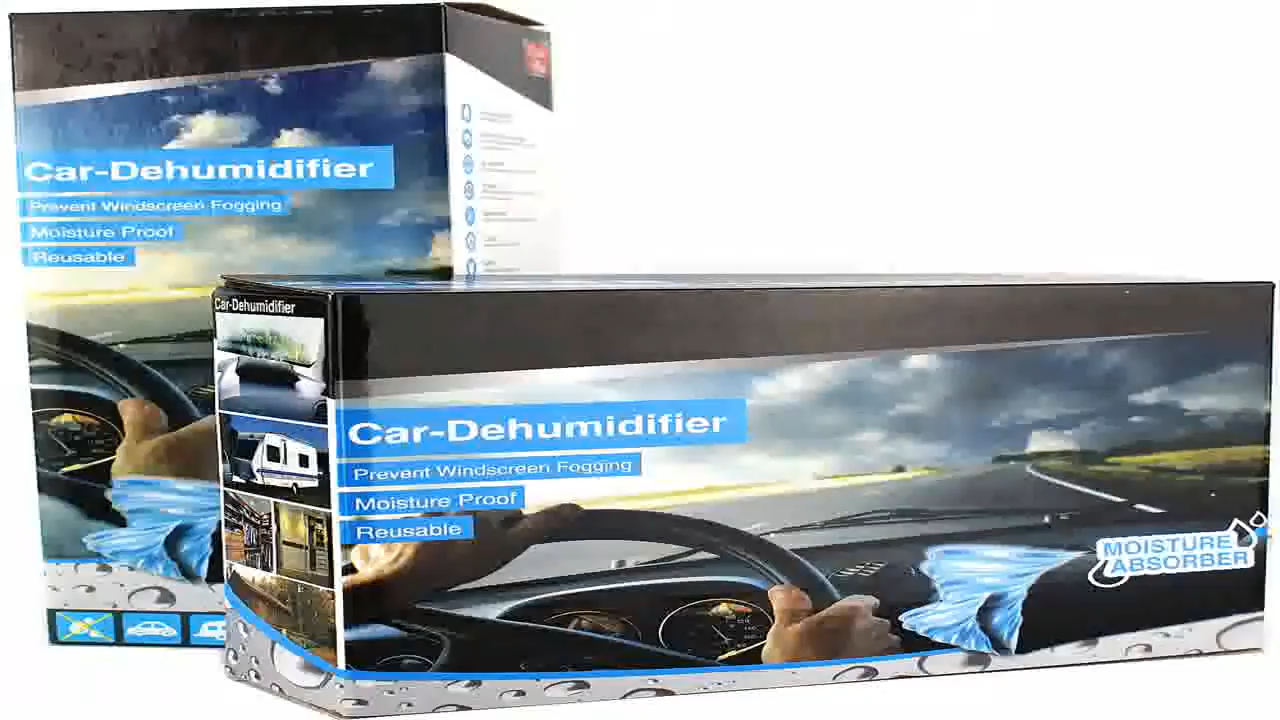 Car-Dehumidifier
Prevent Windscreen Fogging
Moisture Proof
Reusable
Car-Dehumidifier
Car-Dehumidifier
Prevent Windscreen Fogging
Moisture Proof
Reusable
MOISTURE
ABSORBER